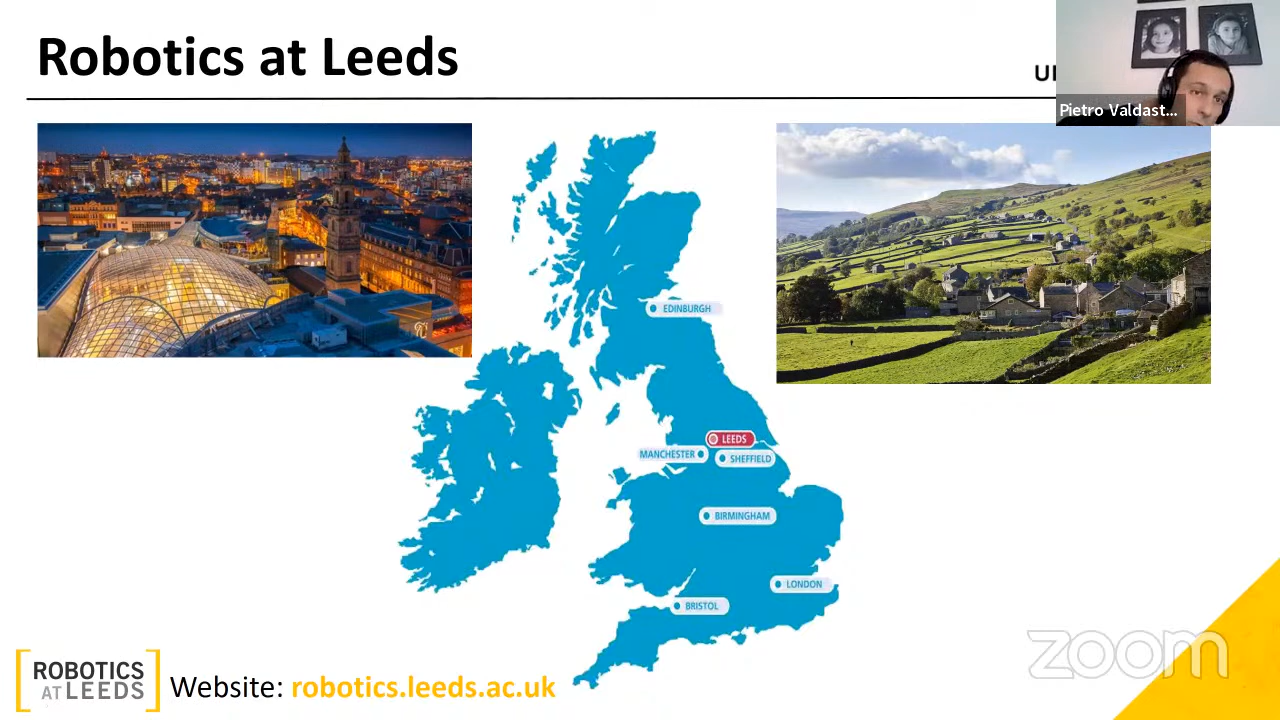 Robotics at Leeds
Pietro Valdast...
EDINBURGH
LEEDS
MANCHESTER
SHEFFIELD
BIRMINGHAM
LONDON
BRISTOL
ROBOTICS
AT LEEDS
Website: robotics.leeds.ac.uk
zoom